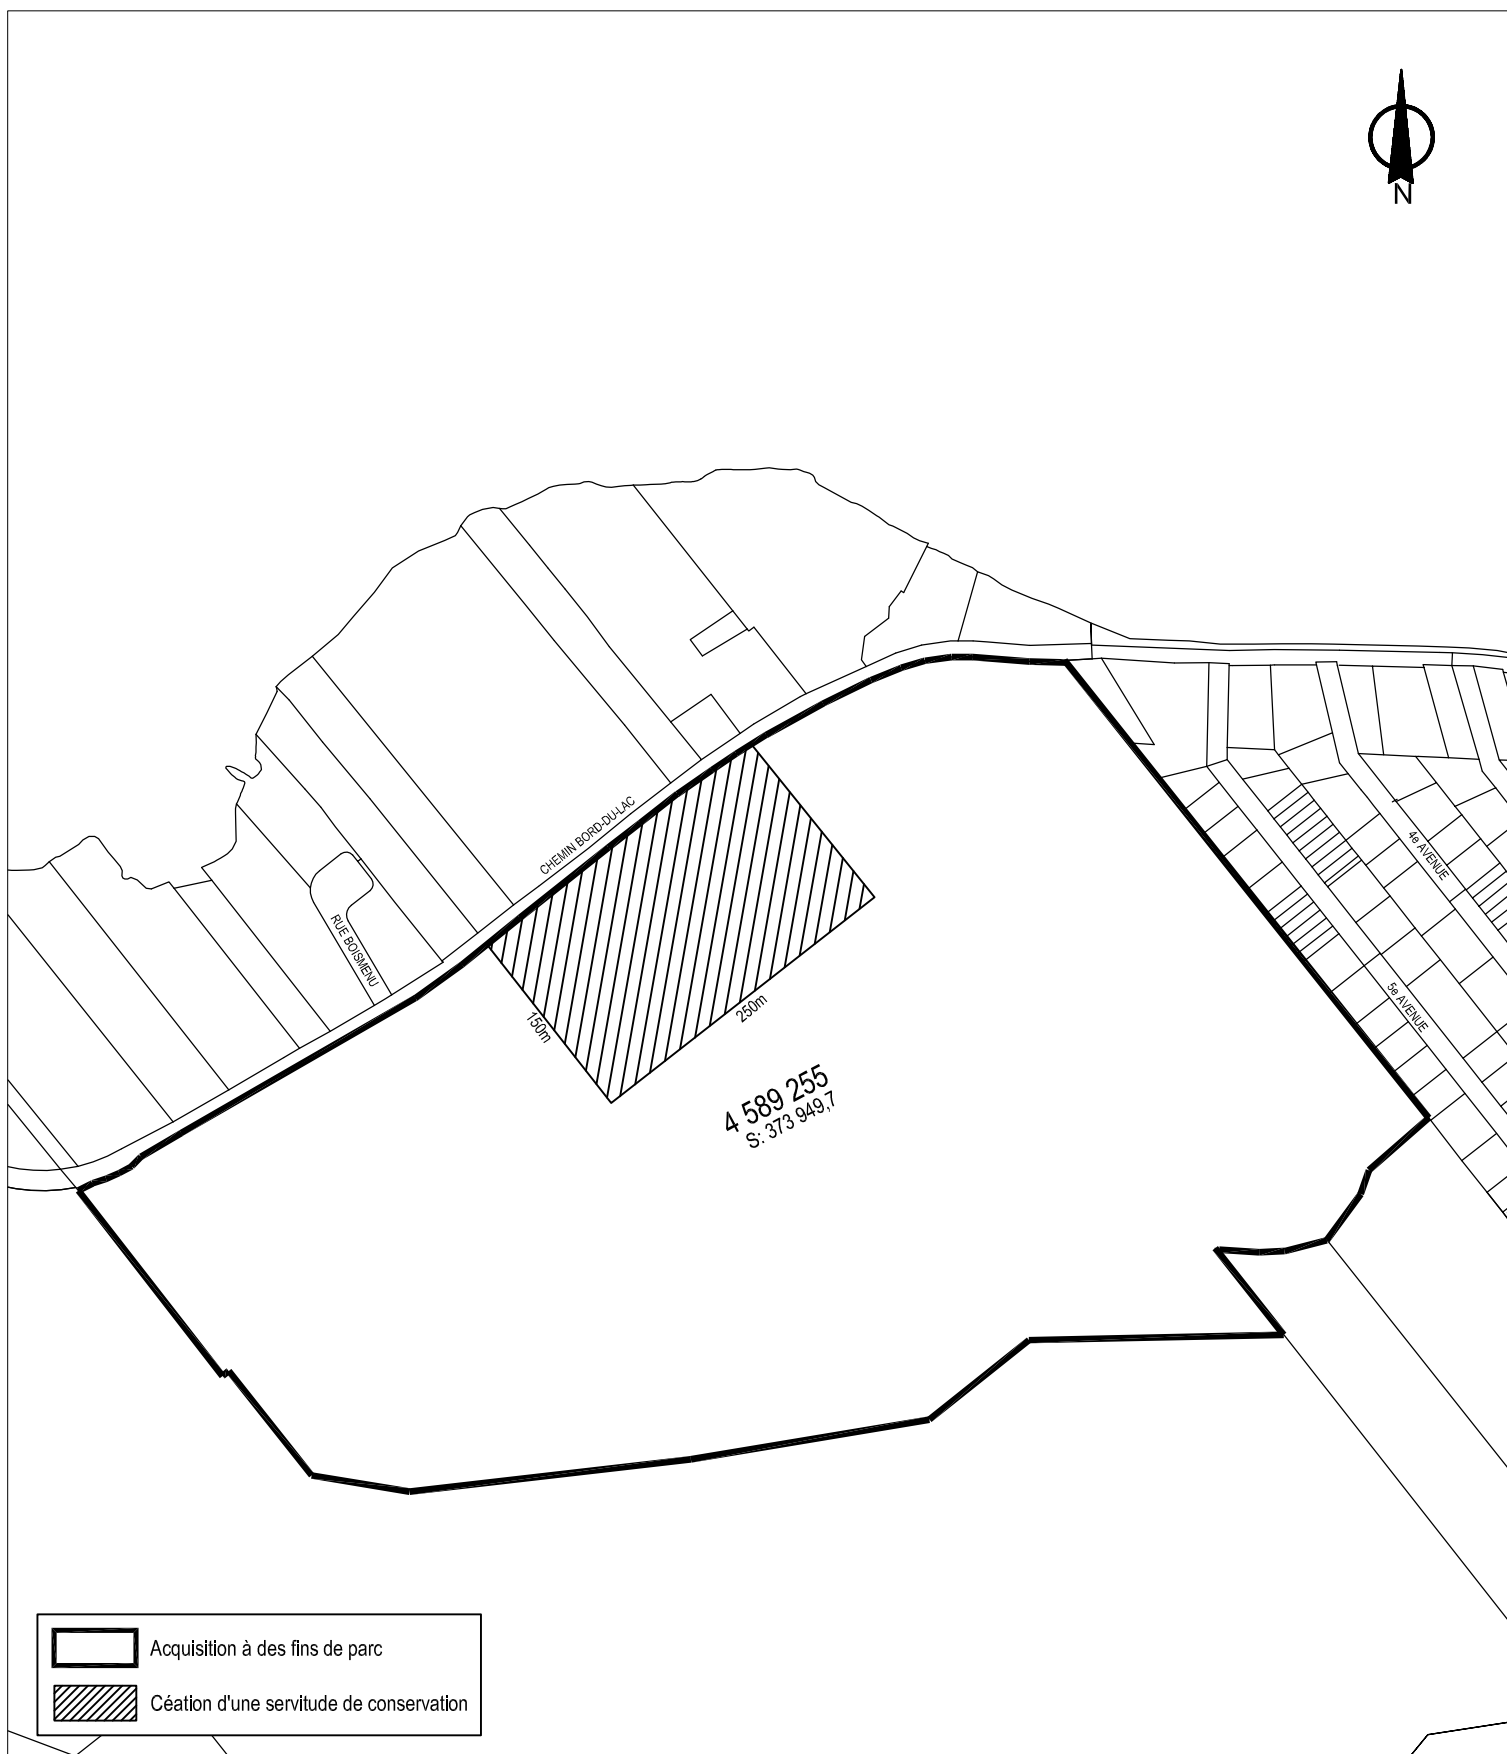 N
CHEMIN BORD-DU-LAC
RUE BOISMENU
4e AVENUE
5e AVENUE
150m
250m
4 589 255
S: 373 949,7
Acquisition à des fins de parc
Céation d'une servitude de conservation